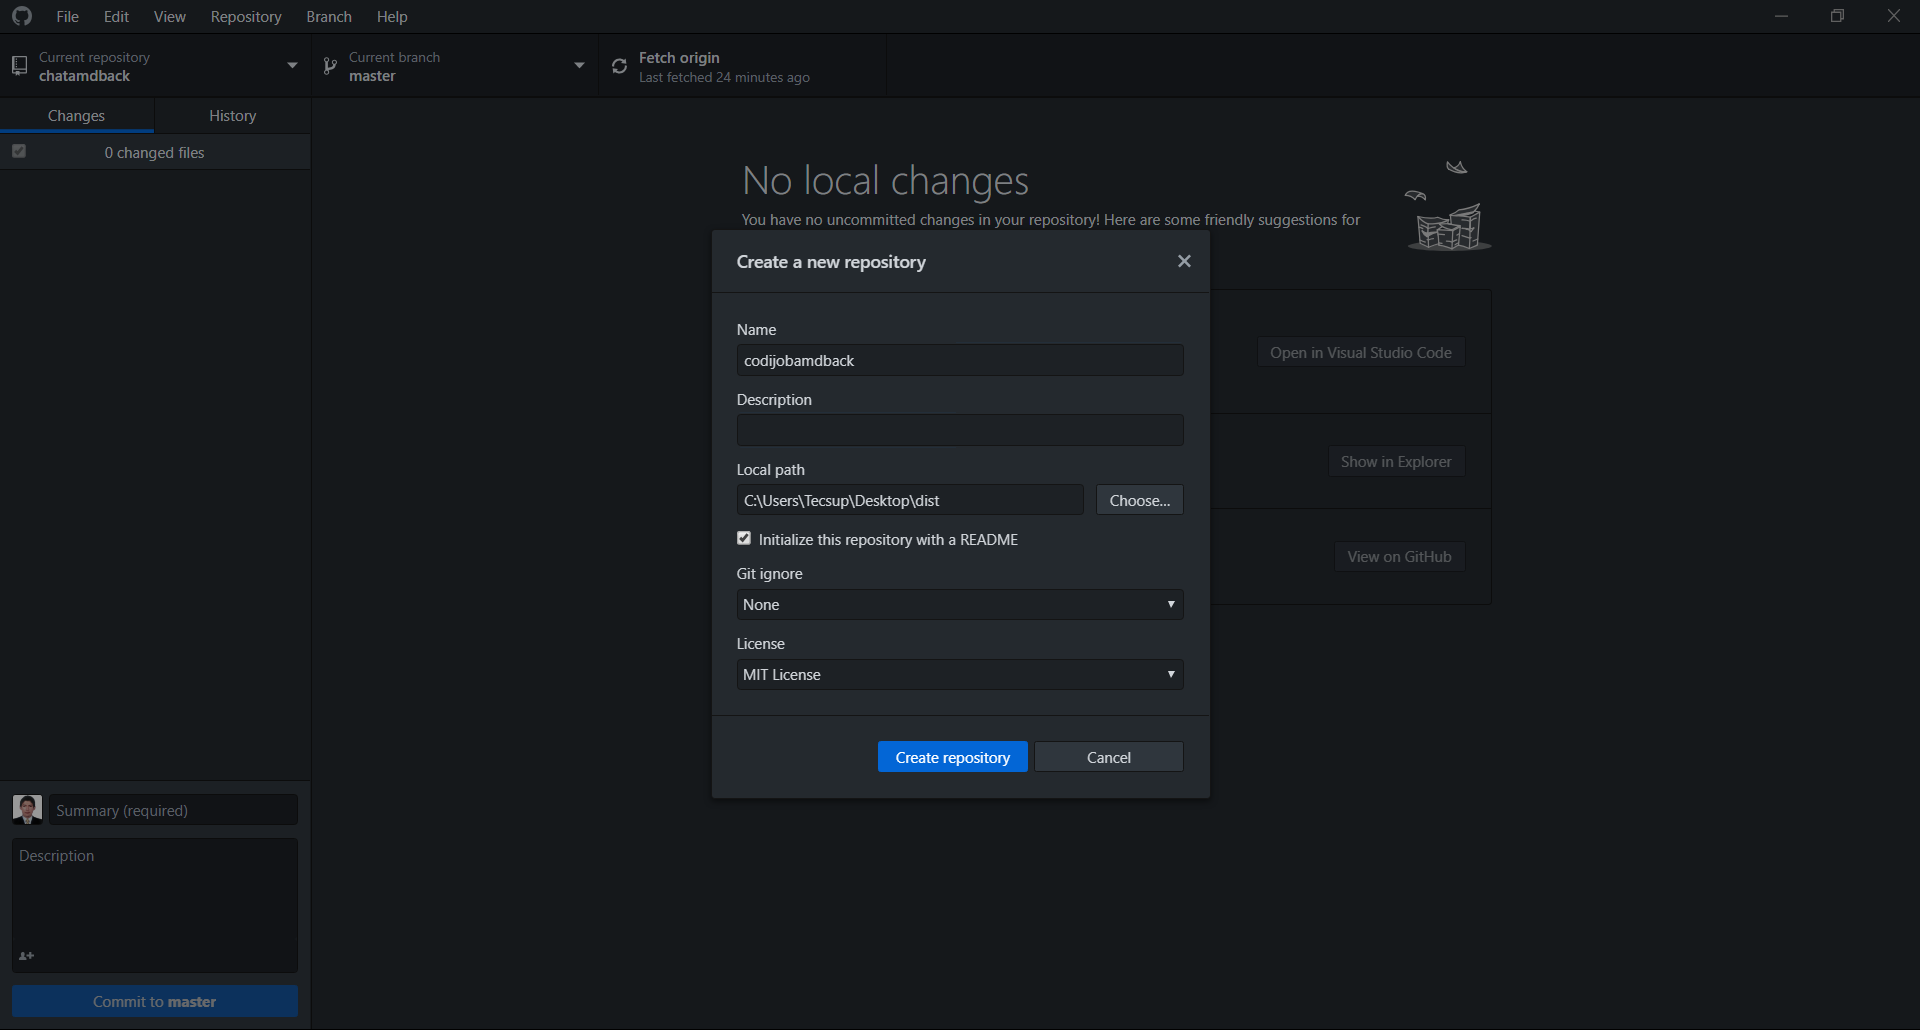 File Edit View Repository Branch Help
Current repository
chatamdback
Current branch
master
Fetch origin
Last fetched 24 minutes ago
Changes
History
0 changed files
No local changes
You have no uncommitted changes in your repository! Here are some friendly suggestions for
Create a new repository
Name
codijobamdback
Description
Local path
C:\Users\Tecsup\Desktop\dist
Choose...
Initialize this repository with a README
Git ignore
None
License
MIT License
Create repository
Cancel
Open in Visual Studio Code
Show in Explorer
View on GitHub
Summary (required)
Description
Commit to master